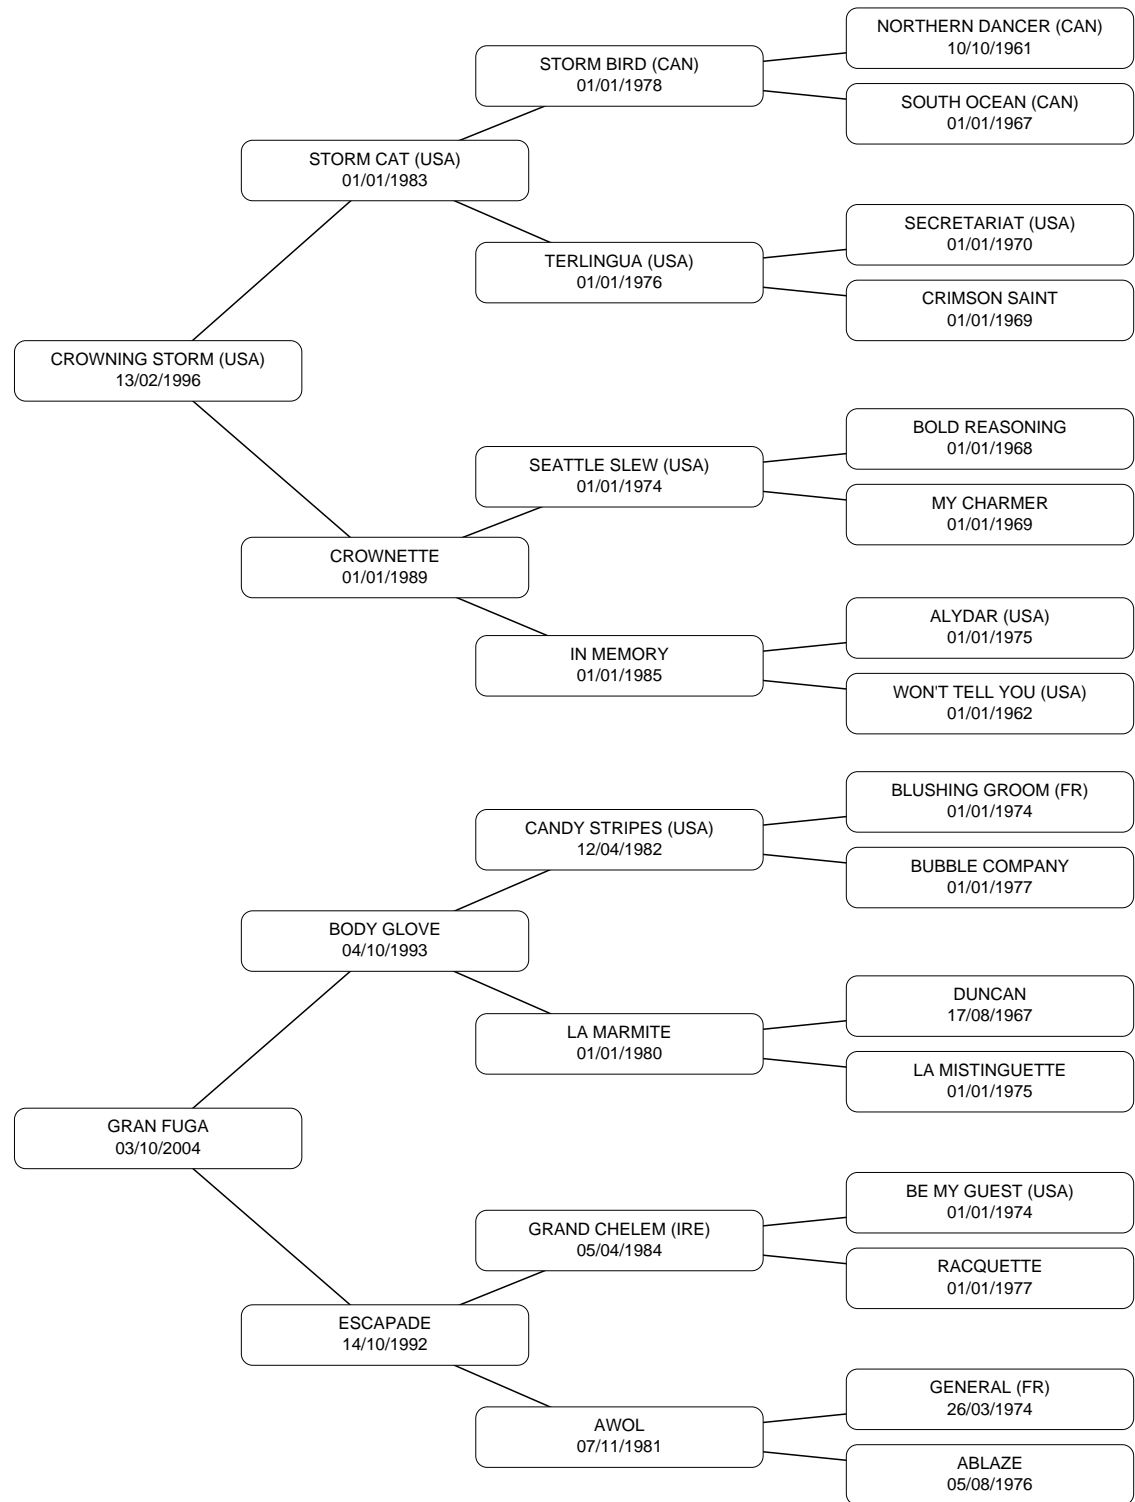 NORTHERN DANCER (CAN)
10/10/1961
STORM BIRD (CAN)
01/01/1978
SOUTH OCEAN (CAN)
01/01/1967
STORM CAT (USA)
01/01/1983
SECRETARIAT (USA)
01/01/1970
TERLINGUA (USA)
01/01/1976
CRIMSON SAINT
01/01/1969
CROWNING STORM (USA)
13/02/1996
BOLD REASONING
01/01/1968
SEATTLE SLEW (USA)
01/01/1974
MY CHARMER
01/01/1969
CROWNETTE
01/01/1989
ALYDAR (USA)
01/01/1975
IN MEMORY
01/01/1985
WON'T TELL YOU (USA)
01/01/1962
BLUSHING GROOM (FR)
01/01/1974
CANDY STRIPES (USA)
12/04/1982
BUBBLE COMPANY
01/01/1977
BODY GLOVE
04/10/1993
DUNCAN
17/08/1967
LA MARMITE
01/01/1980
LA MISTINGUETTE
01/01/1975
GRAN FUGA
03/10/2004
BE MY GUEST (USA)
01/01/1974
GRAND CHELEM (IRE)
05/04/1984
RACQUETTE
01/01/1977
ESCAPADE
14/10/1992
GENERAL (FR)
26/03/1974
AWOL
07/11/1981
ABLAZE
05/08/1976